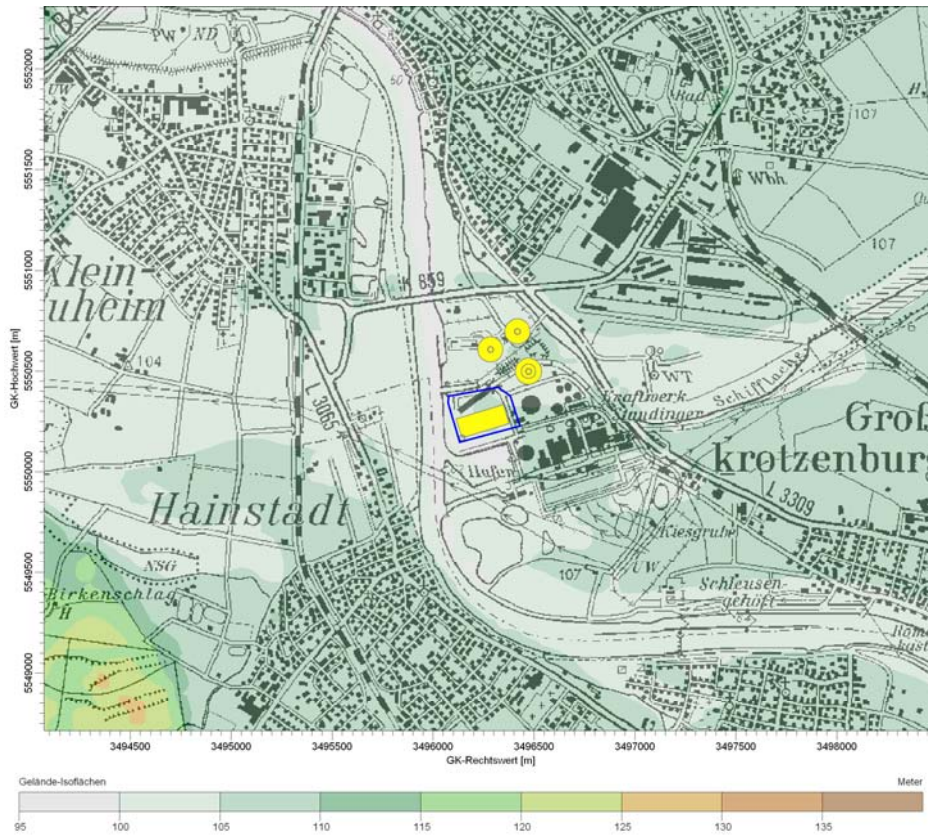 PW
ND
UW
Bad
107
Wbh.
107
Klein-
uheim
K 859
104
L 3065
6
WT
Schifflache
Kraftwerk
Staudinger
Groß
krotzenburg
Hafen
L 3309
Hainstadt
Kiesgrube
NSG
107
UW
Schleusen-
gehöft
Birkenschlag
H
GK-Hochwert [m]
5552000
5551500
5551000
5550500
5550000
5549500
5549000
3494500 3495000 3495500 3496000 3496500 3497000 3497500 3498000
GK-Rechtswert [m]
Gelände-Isoflächen Meter
95 100 105 110 115 120 125 130 135